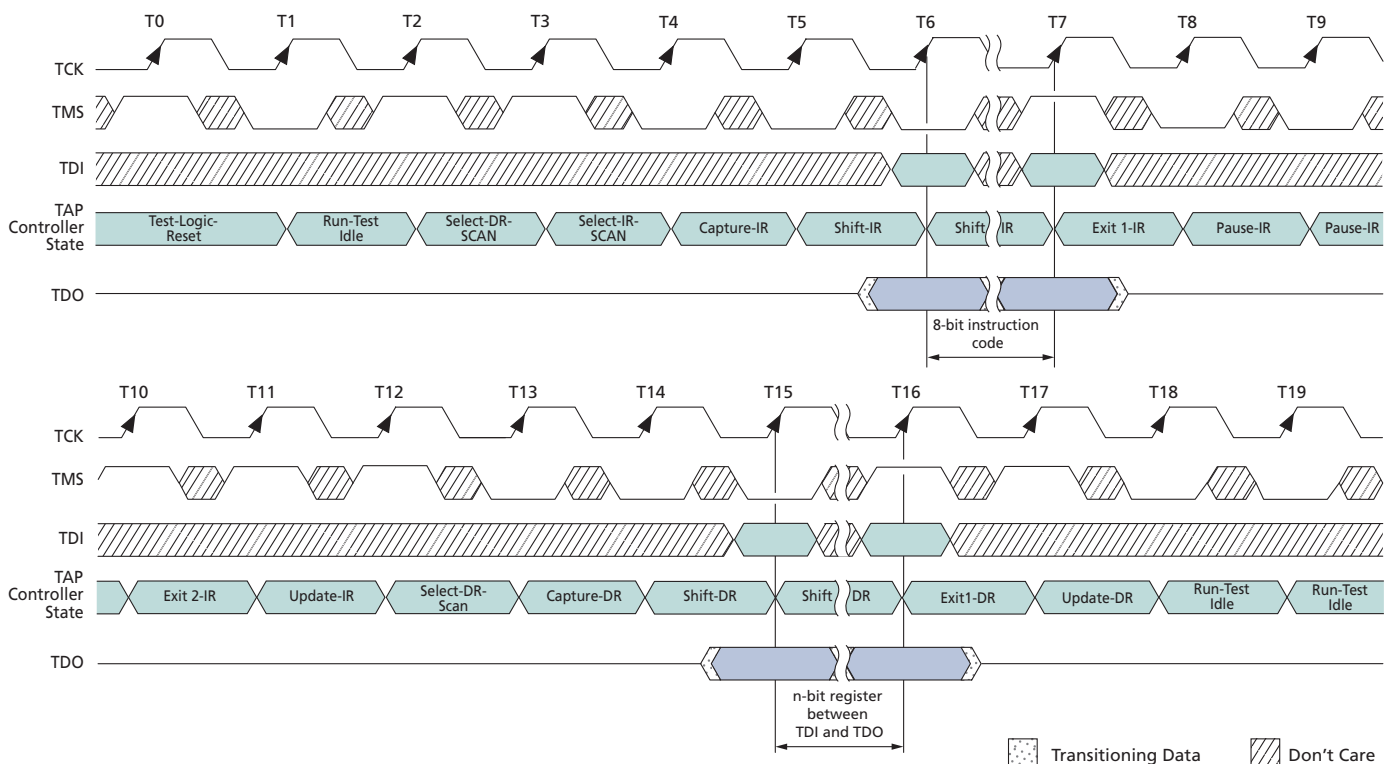 T0 T1 T2 T3 T4 T5 T6 T7 T8 T9
TCK
TMS
TDI
TAP
Controller
State
Test-Logic-
Reset
Run-Test
Idle
Select-DR-
SCAN
Select-IR-
SCAN
Capture-IR
Shift-IR
Shift IR
Exit 1-IR
Pause-IR
Pause-IR
TDO
8-bit instruction
code
T10 T11 T12 T13 T14 T15 T16 T17 T18 T19
TCK
TMS
TDI
TAP
Controller
State
Exit 2-IR
Update-IR
Select-DR-
Scan
Capture-DR
Shift-DR
Shift DR
Exit1-DR
Update-DR
Run-Test
Idle
Run-Test
Idle
TDO
n-bit register
between
TDI and TDO
Transitioning Data
Don't Care